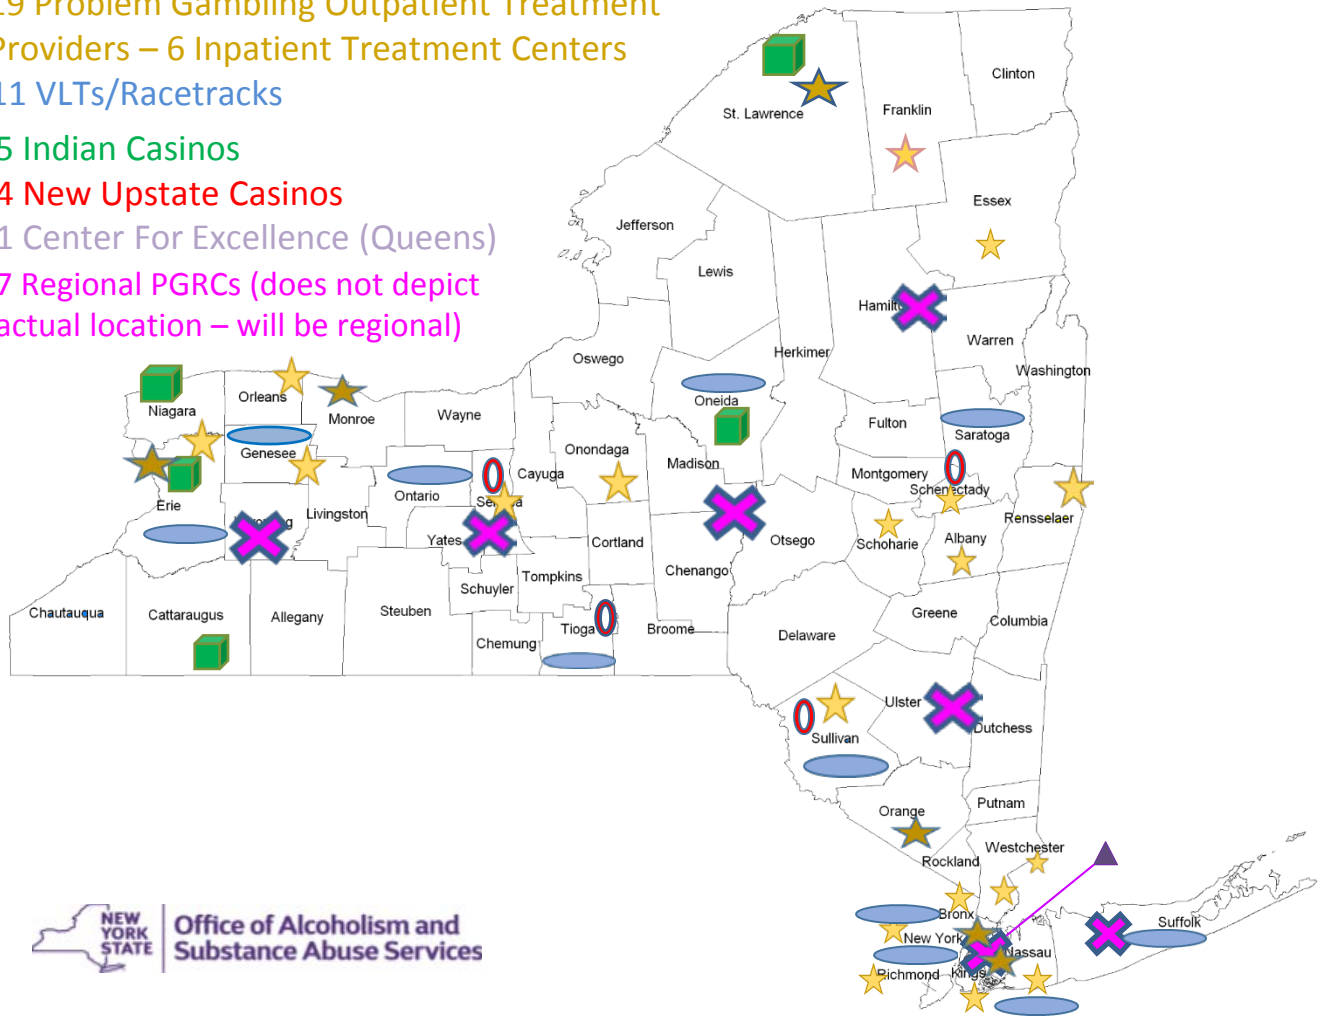 19 Problem Gambling Outpatient Treatment
Providers – 6 Inpatient Treatment Centers
11 VLTs/Racetracks
5 Indian Casinos
4 New Upstate Casinos
1 Center For Excellence (Queens)
7 Regional PGRCs (does not depict
actual location – will be regional)
Clinton
St. Lawrence
Franklin
Essex
Jefferson
Lewis
Hamilt
Warren
Herkimer
Oswego
Washington
Niagara
Orleans
Monroe
Wayne
Oneida
Fulton
Saratoga
Genesee
Onondaga
Madison
Cayuga
Montgomery
Schenectady
Erie
Ontario
Livingston
Yates
Cortland
Otsego
Schoharie
Albany
Rensselaer
Chenango
Schuyler
Tompkins
Chautauqua
Cattaraugus
Allegany
Steuben
Chemung
Tioga
Broome
Delaware
Greene
Columbia
Ulster
Dutchess
Sullivan
Orange
Putnam
Rockland
Westchester
Bronx
New York
Nassau
Suffolk
Richmond
Kings
NEW
YORK
STATE
Office of Alcoholism and
Substance Abuse Services